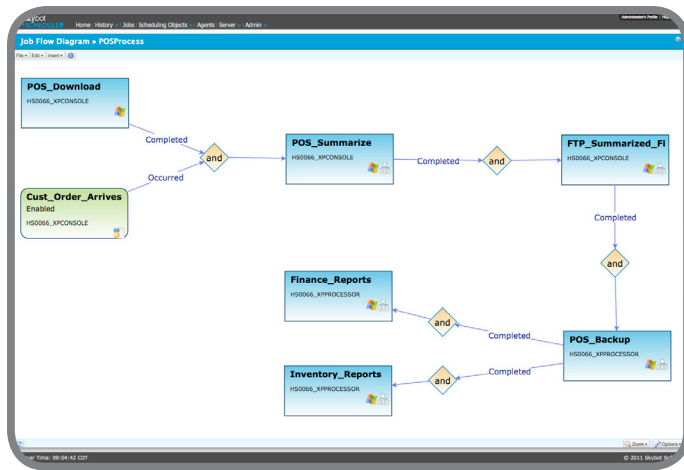 skybot
SCHEDULER
Home History Jobs Scheduling Objects Agents Server Admin
Administrator's Profile
Job Flow Diagram » POSProcess
File Edit Insert
POS_Download
HS0066_XPCONSOLE
Completed
and
POS_Summarize
HS0066_XPCONSOLE
Completed
and
FTP_Summarized_Fi
HS0066_XPCONSOLE
Occurred
Cust_Order_Arrives
Enabled
HS0066_XPCONSOLE
Completed
and
Finance_Reports
HS0066_XPPROCESSOR
and
Completed
POS_Backup
HS0066_XPPROCESSOR
Inventory_Reports
HS0066_XPPROCESSOR
and
Completed
Zoom Options
er Time: 09:04:42 CDT
© 2011 Skybot